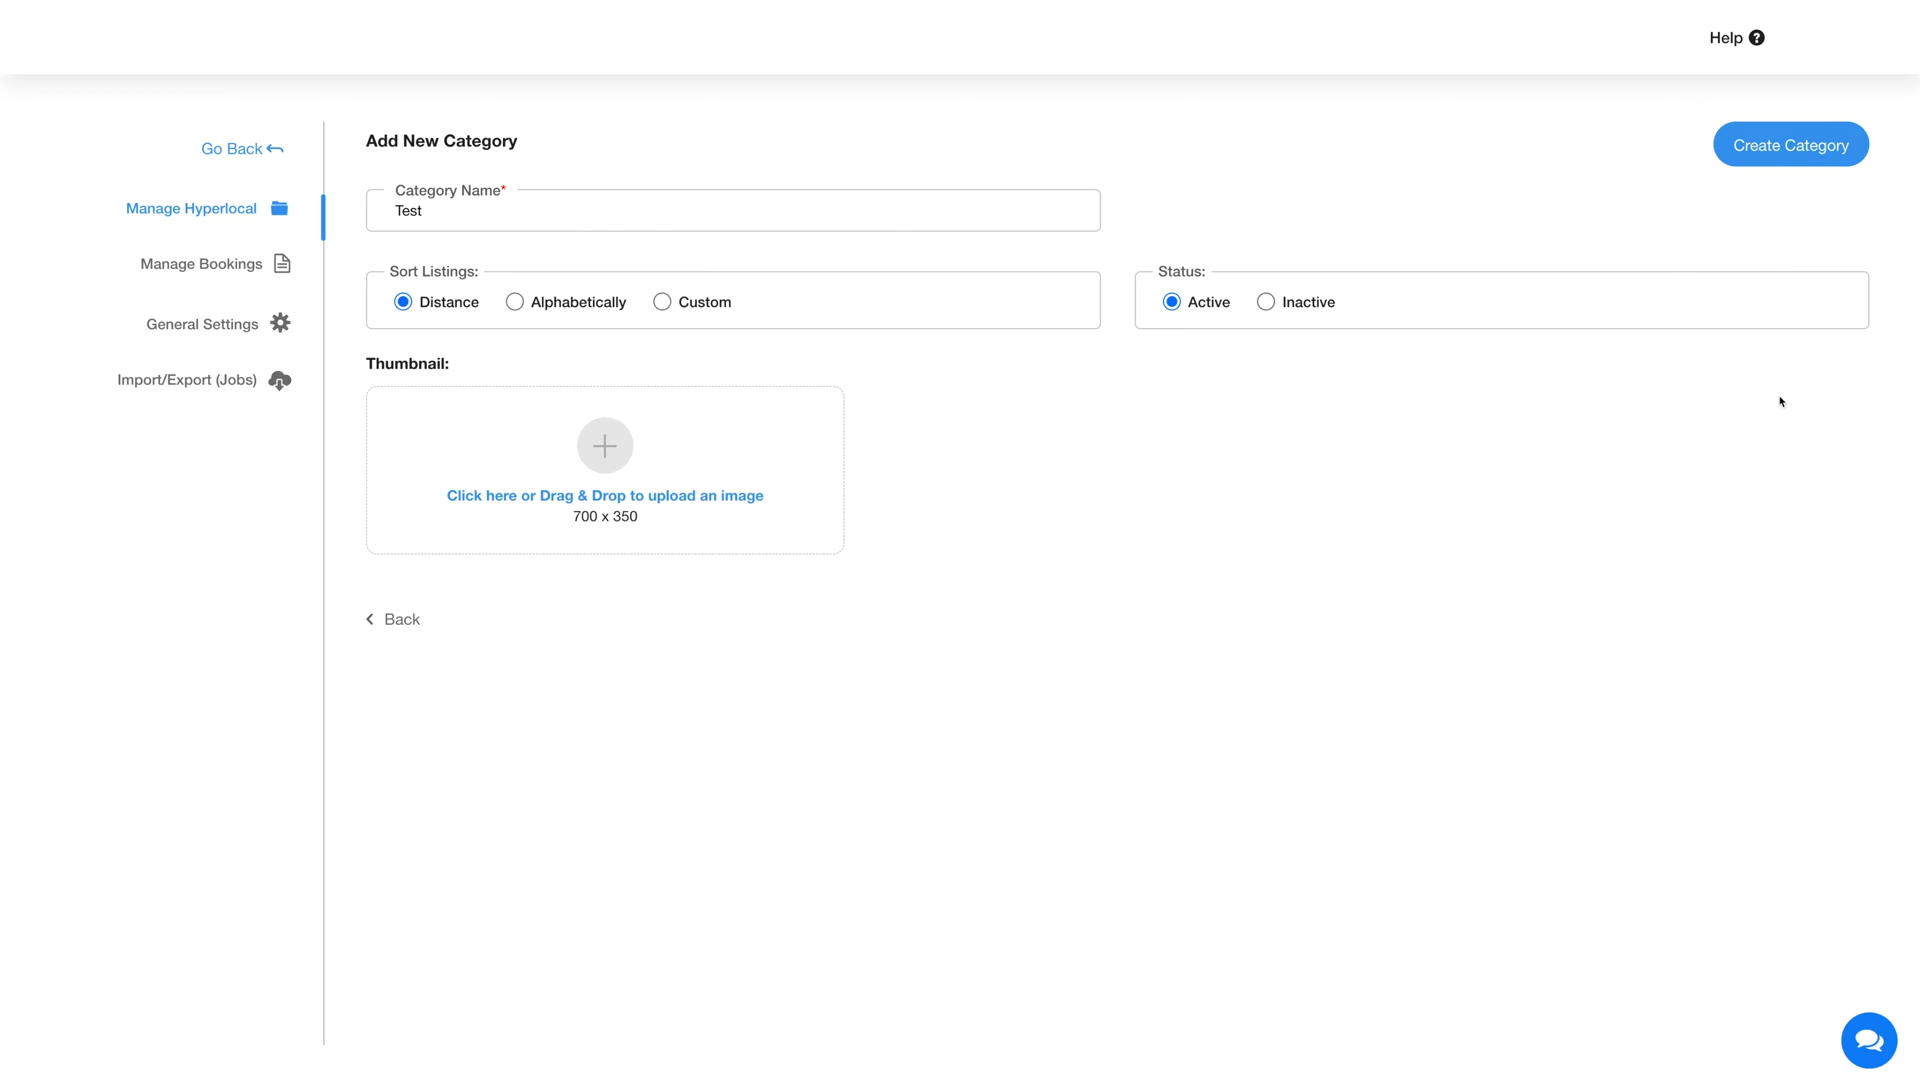 Help
Go Back
Manage Hyperlocal
Manage Bookings
General Settings
Import/Export (Jobs)
Add New Category
Create Category
Category Name*
Test
Sort Listings:
Distance Alphabetically Custom
Status:
Active Inactive
Thumbnail:
Click here or Drag & Drop to upload an image
700 x 350
Back